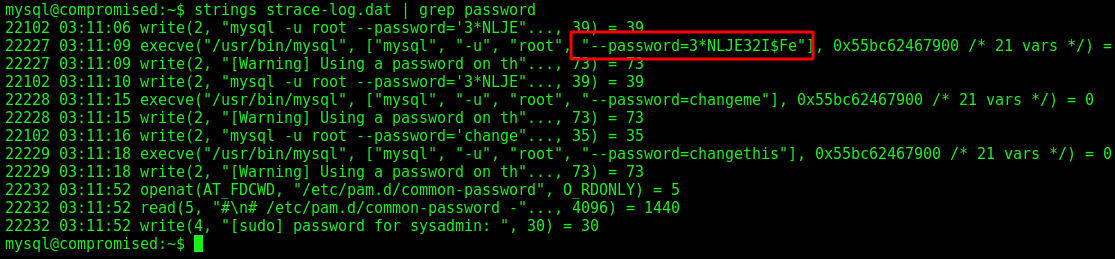 mysql@compromised:~$ strings strace-log.dat | grep password
22102 03:11:06 write(2, "mysql -u root --password='3*NLJE"..., 39) = 39
22227 03:11:09 execve("/usr/bin/mysql", ["mysql", "-u", "root", "--password=3*NLJE32I$Fe"], 0x55bc62467900 /* 21 vars */) =
22227 03:11:09 write(2, "[Warning] Using a password on th"..., 73) = 73
22102 03:11:10 write(2, "mysql -u root --password='3*NLJE"..., 39) = 39
22228 03:11:15 execve("/usr/bin/mysql", ["mysql", "-u", "root", "--password=changeme"], 0x55bc62467900 /* 21 vars */) = 0
22228 03:11:15 write(2, "[Warning] Using a password on th"..., 73) = 73
22102 03:11:16 write(2, "mysql -u root --password='change"..., 35) = 35
22229 03:11:18 execve("/usr/bin/mysql", ["mysql", "-u", "root", "--password=changethis"], 0x55bc62467900 /* 21 vars */) = 0
22229 03:11:18 write(2, "[Warning] Using a password on th"..., 73) = 73
22232 03:11:52 openat(AT_FDCWD, "/etc/pam.d/common-password", O_RDONLY) = 5
22232 03:11:52 read(5, "#\n# /etc/pam.d/common-password -"..., 4096) = 1440
22232 03:11:52 write(4, "[sudo] password for sysadmin: ", 30) = 30
mysql@compromised:~$